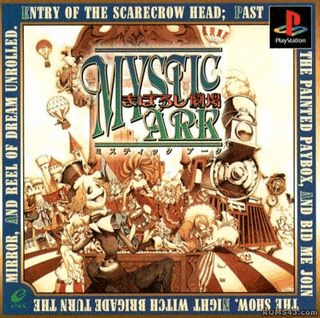 ENTRY OF THE SCARECROW HEAD; PAST
THE PAINTED PAYBOX, AND BID ME JOIN
THE SHOW. NIGHT WITCH BRIGADE TURN THE
MIRROR, AND REEL OF DREAM UNROLLED.
PlayStation
MYSTIC
まぼろし劇場
ARK
ミスティック アーク
ENIX
ROMS43.com